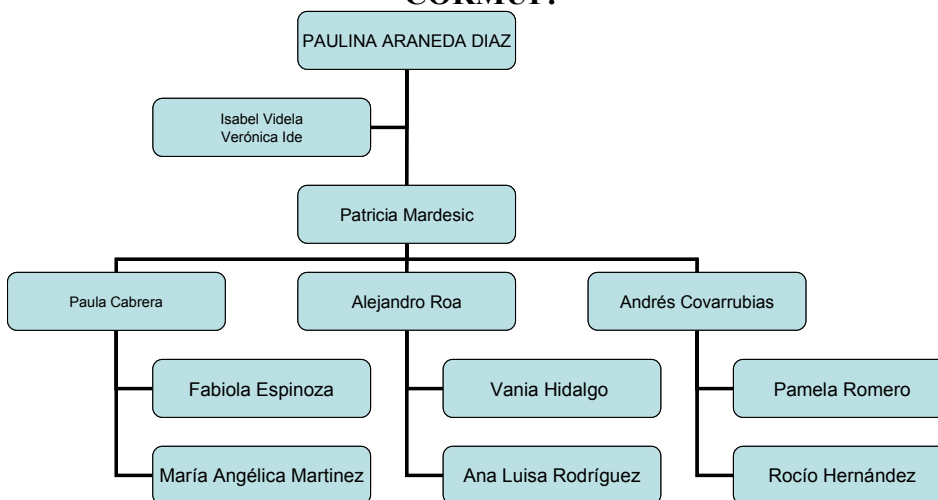 PAULINA ARANEDA DIAZ
Isabel Videla
Verónica Ide
Patricia Mardesic
Paula Cabrera
Alejandro Roa
Andrés Covarrubias
Fabiola Espinoza
Vania Hidalgo
Pamela Romero
María Angélica Martinez
Ana Luisa Rodríguez
Rocío Hernández